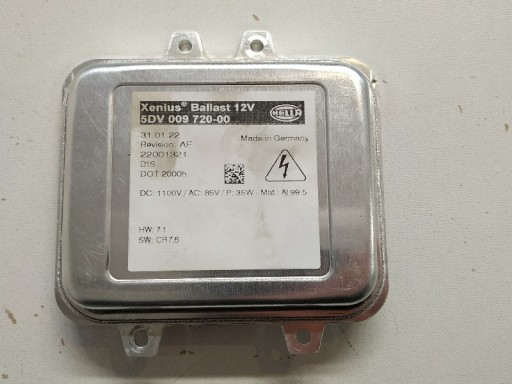 Xenius® Ballast 12V
5DV 009 720-00
HELLA
31.01.22
Made in Germany
Revision: AF
22001321
D1S
DOT 2000h
DC: 1100V / AC: 85V / P: 35W - Mat.: Al 99.5
HW: 7.1
SW: CR7.5